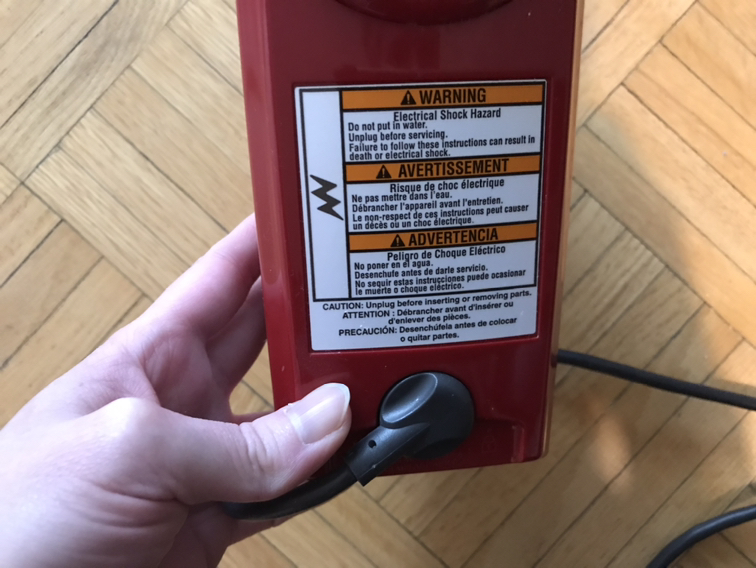 WARNING
Electrical Shock Hazard
Do not put in water.
Unplug before servicing.
Failure to follow these instructions can result in
death or electrical shock.
AVERTISSEMENT
Risque de choc électrique
Ne pas mettre dans l'eau.
Débrancher l'appareil avant l'entretien.
Le non-respect de ces instructions peut causer
un décès ou un choc électrique.
ADVERTENCIA
Peligro de Choque Eléctrico
No poner en el agua.
Desenchufe antes de darle servicio.
No seguir estas instrucciones puede ocasionar
le muerte o choque eléctrico.
CAUTION: Unplug before inserting or removing parts.
ATTENTION : Débrancher avant d'insérer ou
d'enlever des pièces.
PRECAUCIÓN: Desenchúfela antes de colocar
o quitar partes.